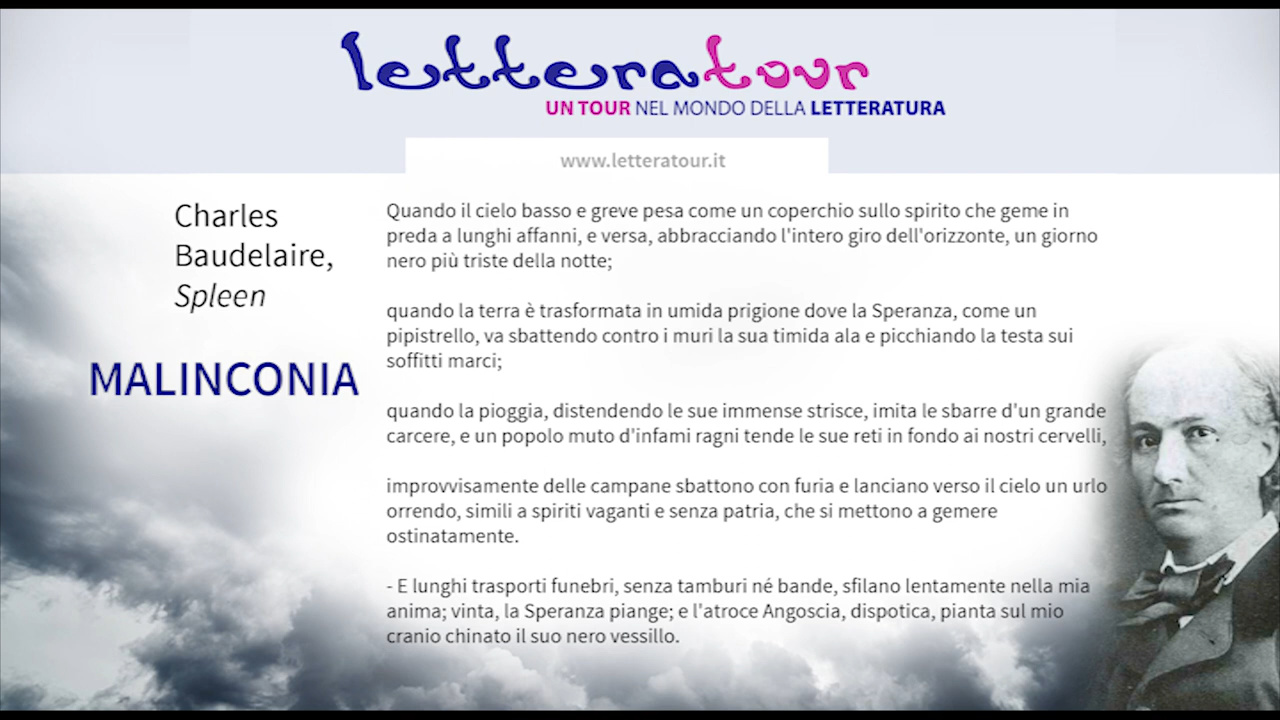 letteratour
UN TOUR NEL MONDO DELLA LETTERATURA
www.letteratour.it
Charles
Baudelaire,
Spleen
MALINCONIA
Quando il cielo basso e greve pesa come un coperchio sullo spirito che geme in
preda a lunghi affanni, e versa, abbracciando l'intero giro dell'orizzonte, un giorno
nero più triste della notte;
quando la terra è trasformata in umida prigione dove la Speranza, come un
pipistrello, va sbattendo contro i muri la sua timida ala e picchiando la testa sui
soffitti marci;
quando la pioggia, distendendo le sue immense strisce, imita le sbarre d'un grande
carcere, e un popolo muto d'infami ragni tende le sue reti in fondo ai nostri cervelli,
improvvisamente delle campane sbattono con furia e lanciano verso il cielo un urlo
orrendo, simili a spiriti vaganti e senza patria, che si mettono a gemere
ostinatamente.
- E lunghi trasporti funebri, senza tamburi né bande, sfilano lentamente nella mia
anima; vinta, la Speranza piange; e l'atroce Angoscia, dispotica, pianta sul mio
cranio chinato il suo nero vessillo.